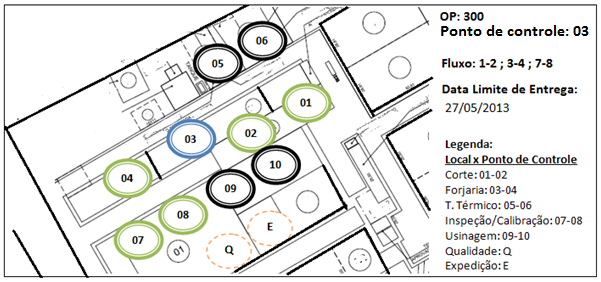 OP: 300
Ponto de controle: 03
Fluxo: 1-2 ; 3-4 ; 7-8
Data Limite de Entrega:
27/05/2013
Legenda:
Local x Ponto de Controle
Corte: 01-02
Forjaria: 03-04
T. Térmico: 05-06
Inspeção/Calibração: 07-08
Usinagem: 09-10
Qualidade: Q
Expedição: E
06
05
01
03
02
10
04
09
08
E
07
01
Q